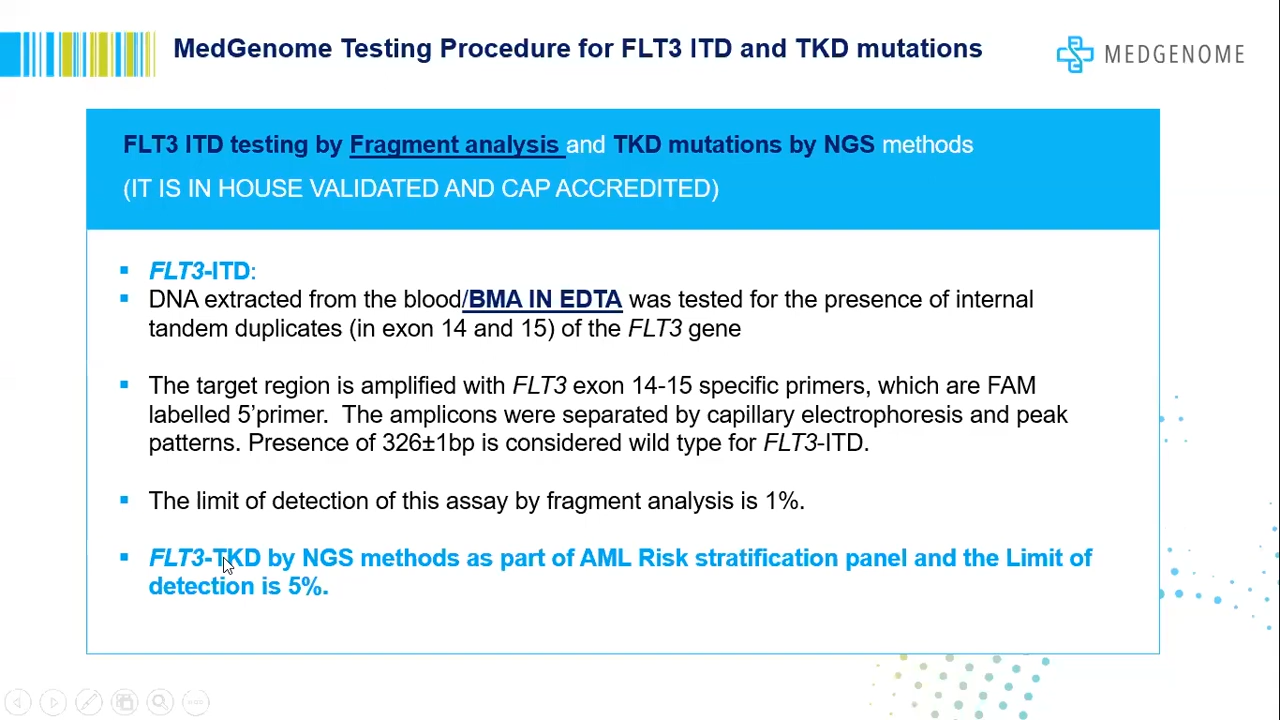 MedGenome Testing Procedure for FLT3 ITD and TKD mutations
MEDGENOME
FLT3 ITD testing by Fragment analysis and TKD mutations by NGS methods
(IT IS IN HOUSE VALIDATED AND CAP ACCREDITED)
▪ FLT3-ITD:
▪ DNA extracted from the blood/BMA IN EDTA was tested for the presence of internal
tandem duplicates (in exon 14 and 15) of the FLT3 gene
▪ The target region is amplified with FLT3 exon 14-15 specific primers, which are FAM
labelled 5’primer.  The amplicons were separated by capillary electrophoresis and peak
patterns. Presence of 326±1bp is considered wild type for FLT3-ITD.
▪ The limit of detection of this assay by fragment analysis is 1%.
▪ FLT3-TKD by NGS methods as part of AML Risk stratification panel and the Limit of
detection is 5%.